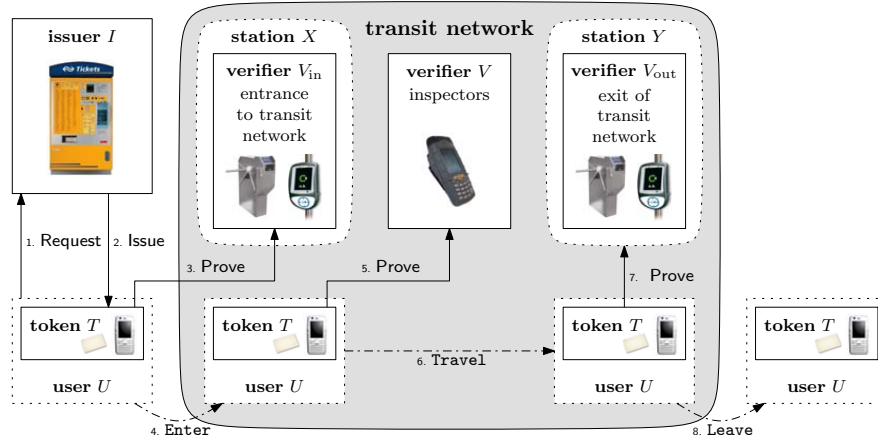 transit network
issuer I
Tickets
station X
verifier V_in
entrance
to transit
network
verifier V
inspectors
station Y
verifier V_out
exit of
transit
network
1. Request
2. Issue
3. Prove
5. Prove
7. Prove
token T
user U
token T
user U
6. Travel
token T
user U
token T
user U
4. Enter
8. Leave